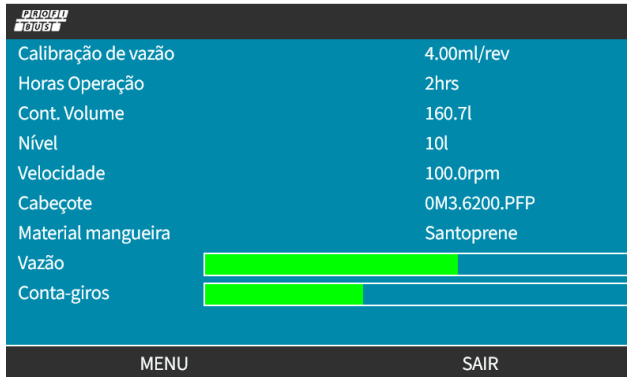 PROFI
BUS
Calibração de vazão 4.00ml/rev
Horas Operação 2hrs
Cont. Volume 160.7l
Nível 10l
Velocidade 100.0rpm
Cabeçote 0M3.6200.PFP
Material mangueira Santoprene
Vazão
Conta-giros
MENU SAIR